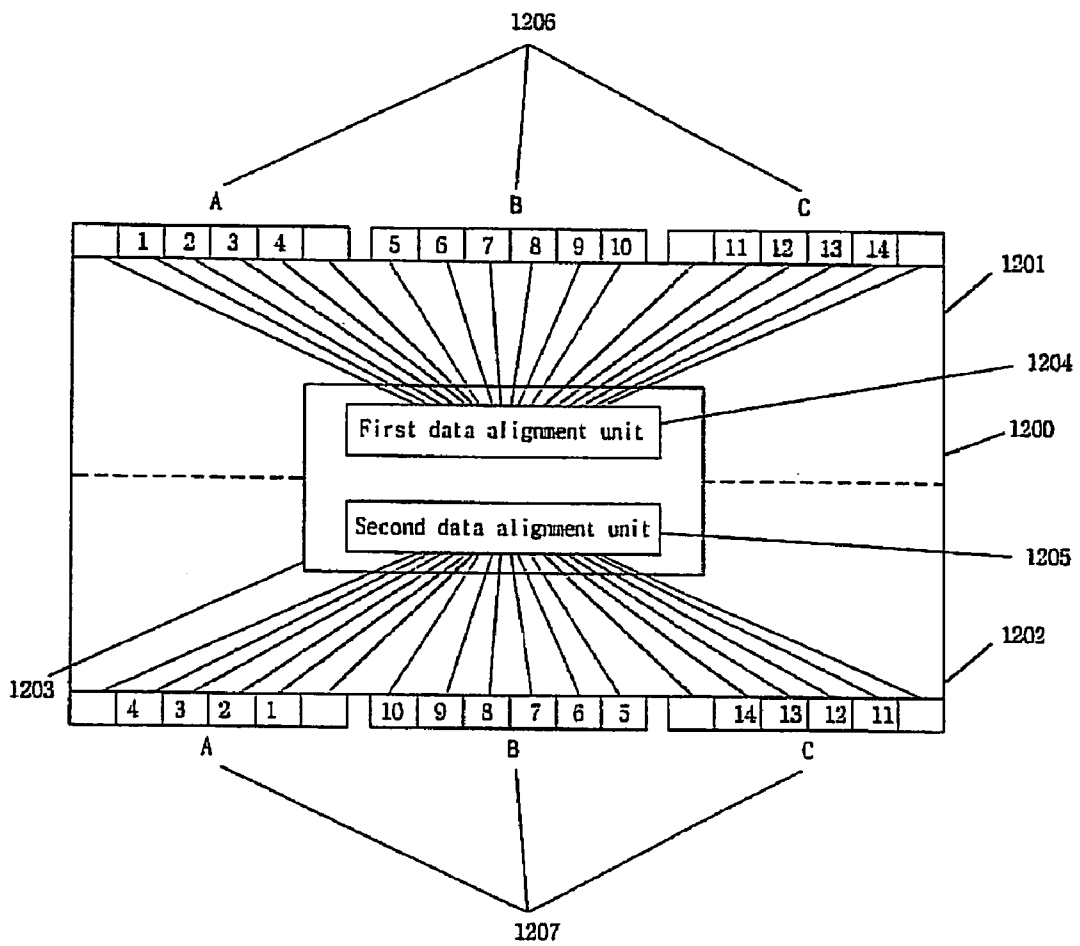 1206
A B C
1 2 3 4 5 6 7 8 9 10 11 12 13 14
1201
1204
First data alignment unit
1200
Second data alignment unit
1205
1202
1203
4 3 2 1 10 9 8 7 6 5 14 13 12 11
A B C
1207